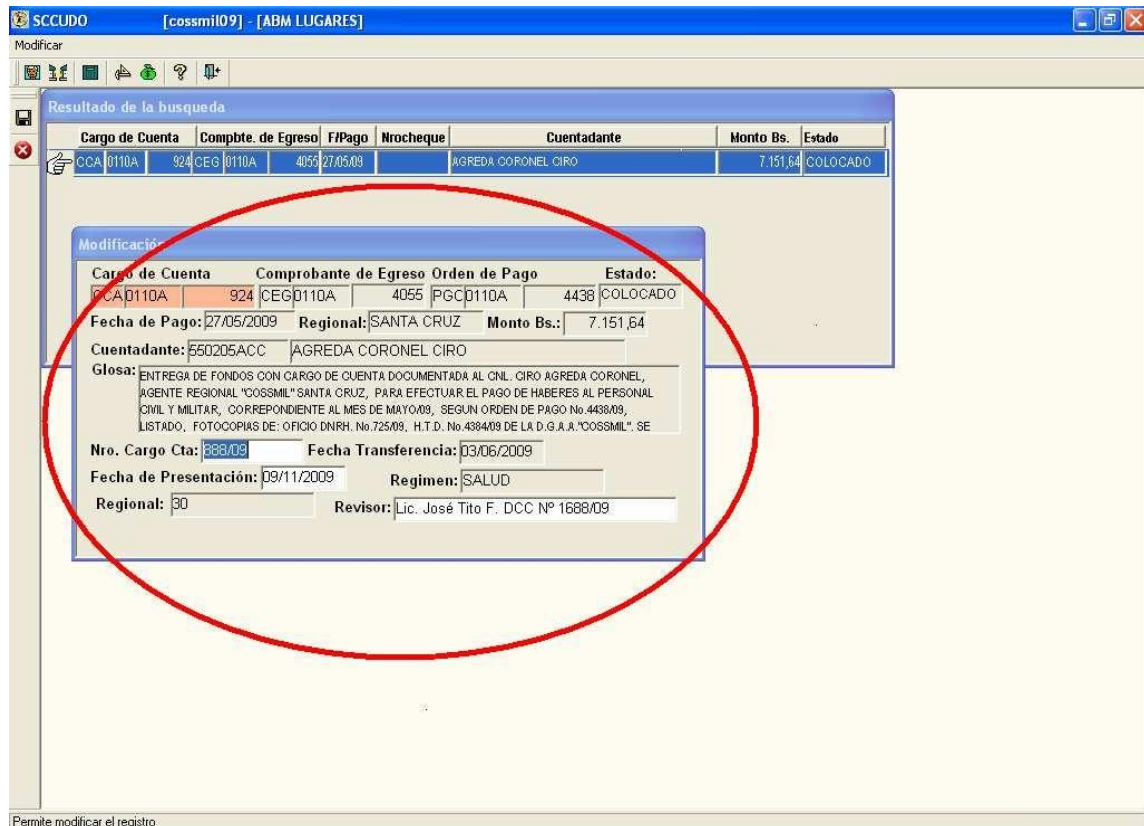 SCCUDO [cossmil09] - [ABM LUGARES]
Modificar
Resultado de la busqueda
Cargo de Cuenta Compbte. de Egreso F/Pago Nrocheque Cuentadante Monto Bs. Estado
CCA 0110A 924 CEG 0110A 4055 27/05/09 AGREDA CORONEL CIRO 7.151,64 COLOCADO
Modificación
Cargo de Cuenta Comprobante de Egreso Orden de Pago Estado:
CCA 0110A 924 CEG 0110A 4055 PGC 0110A 4438 COLOCADO
Fecha de Pago: 27/05/2009 Regional: SANTA CRUZ Monto Bs.: 7.151,64
Cuentadante: 550205ACC AGREDA CORONEL CIRO
Glosa: ENTREGA DE FONDOS CON CARGO DE CUENTA DOCUMENTADA AL CNL. CIRO AGREDA CORONEL,
AGENTE REGIONAL "COSSMIL" SANTA CRUZ, PARA EFECTUAR EL PAGO DE HABERES AL PERSONAL
CIVIL Y MILITAR, CORREPONDIENTE AL MES DE MAYO/09, SEGUN ORDEN DE PAGO No.4438/09,
LISTADO, FOTOCOPIAS DE: OFICIO DNRH. No.725/09, H.T.D. No.4384/09 DE LA D.G.A.A."COSSMIL". SE
Nro. Cargo Cta: 888/09 Fecha Transferencia: 03/06/2009
Fecha de Presentación: 09/11/2009 Regimen: SALUD
Regional: 30 Revisor: Lic. José Tito F. DCC Nº 1688/09
Permite modificar el registro